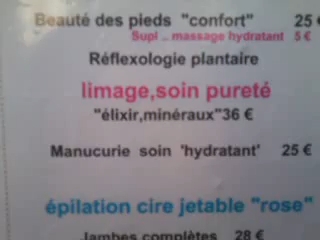 Beauté des pieds "confort" 25 €
Supl .. massage hydratant 5 €
Réflexologie plantaire
limage,soin pureté
"élixir,minéraux"36 €
Manucurie soin 'hydratant' 25 €
épilation cire jetable "rose"
Jambes complètes 28 €